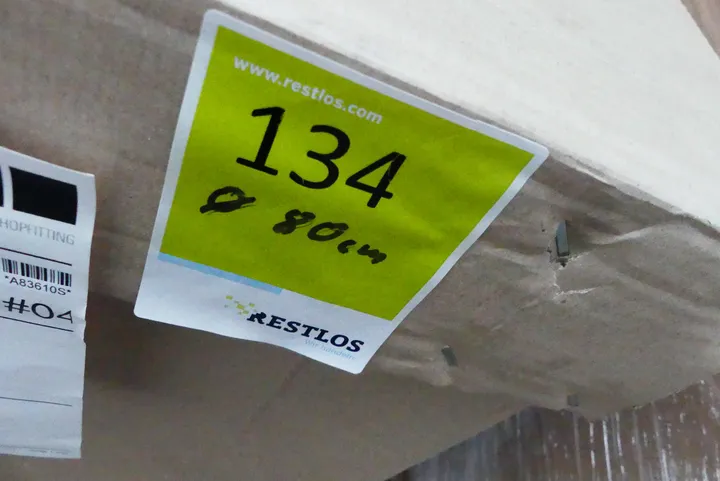 www.restlos.com
134
Ø 80cm
RESTLOS
HOPFITTING
*A83610S*
#04